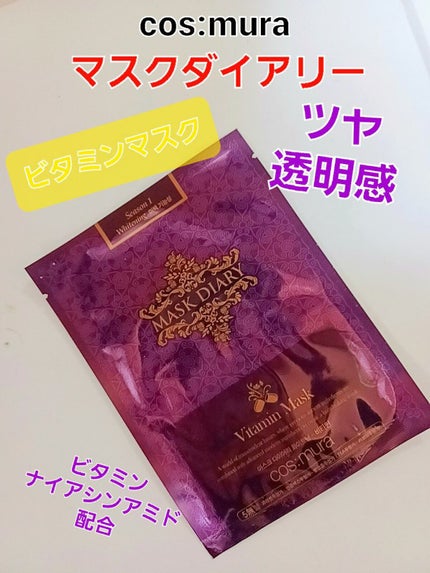 cos:mura
マスクダイアリー
ビタミンマスク
ツヤ
透明感
Season 1
Whitening
MASK DIARY
Vitamin Mask
cos:mura
ビタミン
ナイアシンアミド
配合